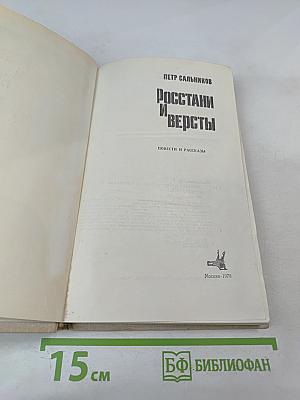 ПЕТР САЛЬНИКОВ
РОССТАНИ
И
ВЕРСТЫ
ПОВЕСТИ И РАССКАЗЫ
15 см
БФ БИБЛИОФАН